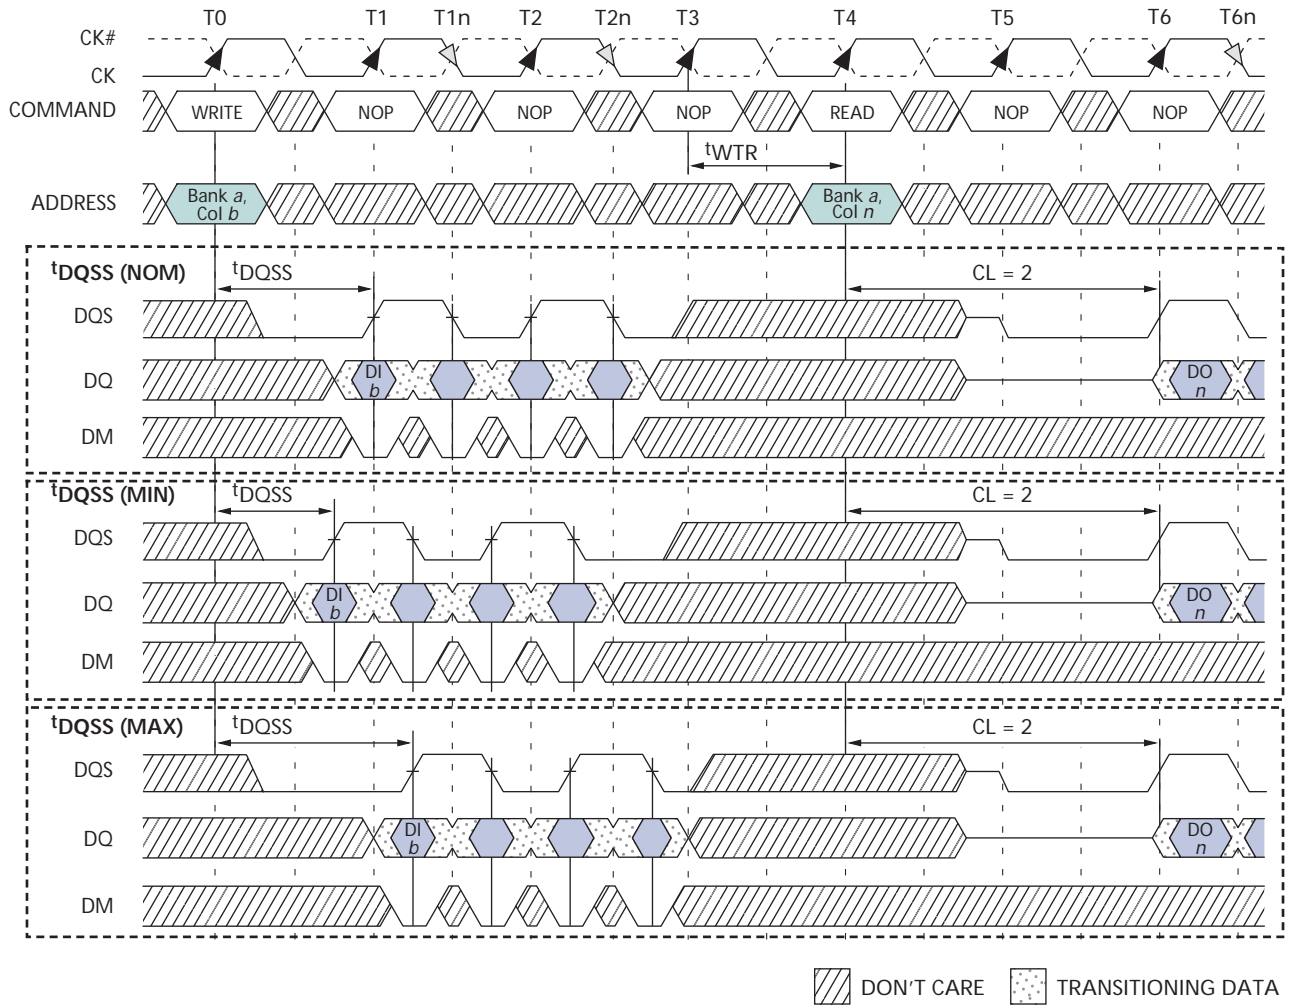 T0 T1 T1n T2 T2n T3 T4 T5 T6 T6n
CK#
CK
COMMAND WRITE NOP NOP NOP READ NOP NOP
tWTR
ADDRESS Bank a, Col b Bank a, Col n
tDQSS (NOM) tDQSS CL = 2
DQS
DQ DI b DO n
DM
tDQSS (MIN) tDQSS CL = 2
DQS
DQ DI b DO n
DM
tDQSS (MAX) tDQSS CL = 2
DQS
DQ DI b DO n
DM
DON'T CARE TRANSITIONING DATA